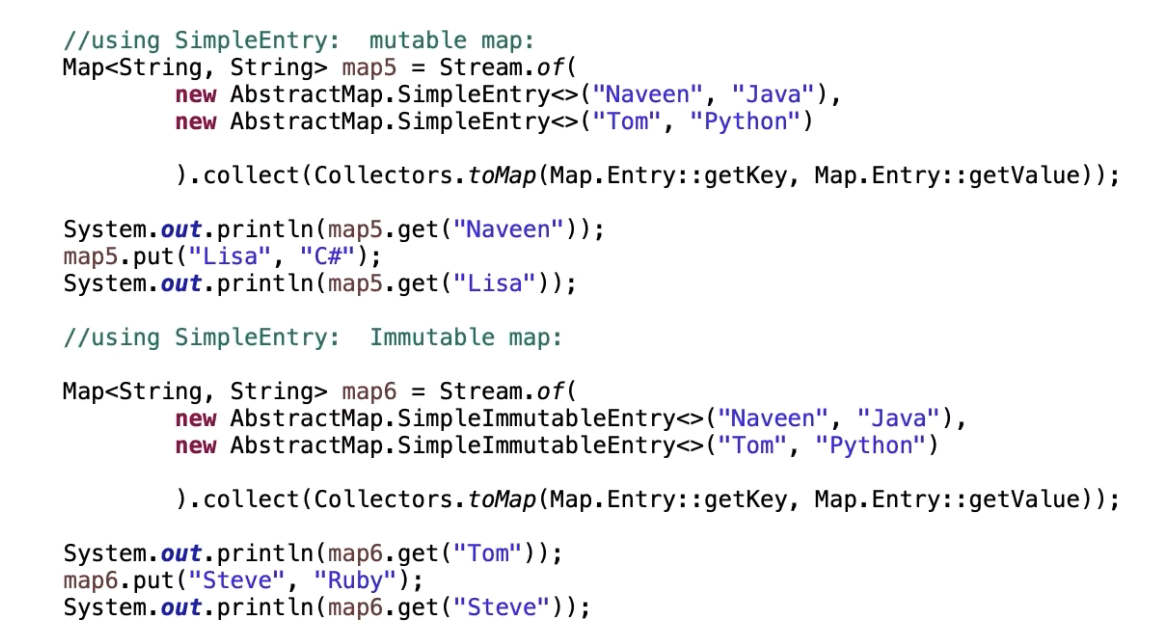 //using SimpleEntry:  mutable map:
Map<String, String> map5 = Stream.of(
        new AbstractMap.SimpleEntry<>("Naveen", "Java"),
        new AbstractMap.SimpleEntry<>("Tom", "Python")
        ).collect(Collectors.toMap(Map.Entry::getKey, Map.Entry::getValue));
System.out.println(map5.get("Naveen"));
map5.put("Lisa", "C#");
System.out.println(map5.get("Lisa"));
//using SimpleEntry:  Immutable map:
Map<String, String> map6 = Stream.of(
        new AbstractMap.SimpleImmutableEntry<>("Naveen", "Java"),
        new AbstractMap.SimpleImmutableEntry<>("Tom", "Python")
        ).collect(Collectors.toMap(Map.Entry::getKey, Map.Entry::getValue));
System.out.println(map6.get("Tom"));
map6.put("Steve", "Ruby");
System.out.println(map6.get("Steve"));